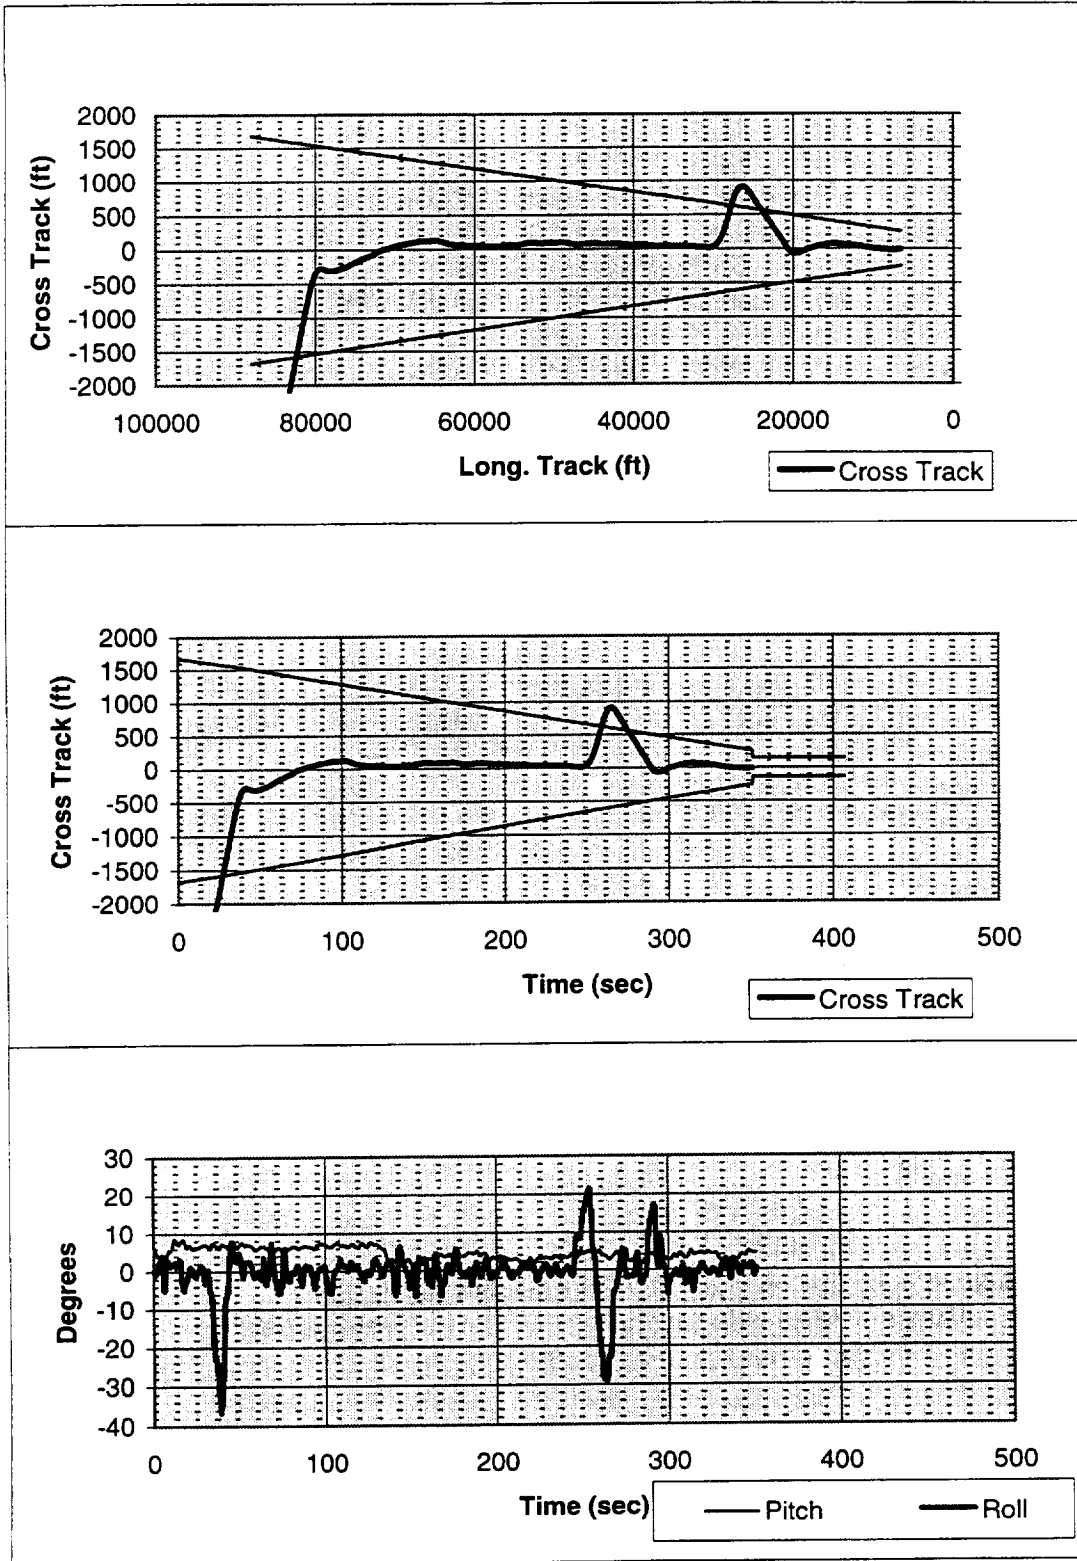 2000
1500
1000
500
0
-500
-1000
-1500
-2000
Cross Track (ft)
100000 80000 60000 40000 20000 0
Long. Track (ft)
Cross Track
2000
1500
1000
500
0
-500
-1000
-1500
-2000
Cross Track (ft)
0 100 200 300 400 500
Time (sec)
Cross Track
30
20
10
0
-10
-20
-30
-40
Degrees
0 100 200 300 400 500
Time (sec)
Pitch Roll